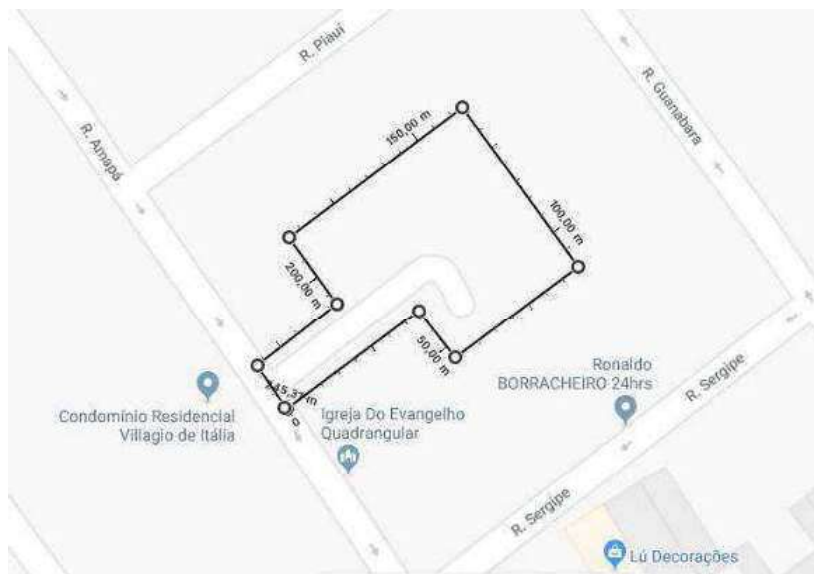 R. Piauí
R. Guanabara
R. Amapá
150,00 m
100,00 m
200,00 m
50,00 m
Ronaldo
BORRACHEIRO 24hrs
R. Sergipe
Condomínio Residencial
Villagio de Itália
Igreja Do Evangelho
Quadrangular
R. Sergipe
Lú Decorações